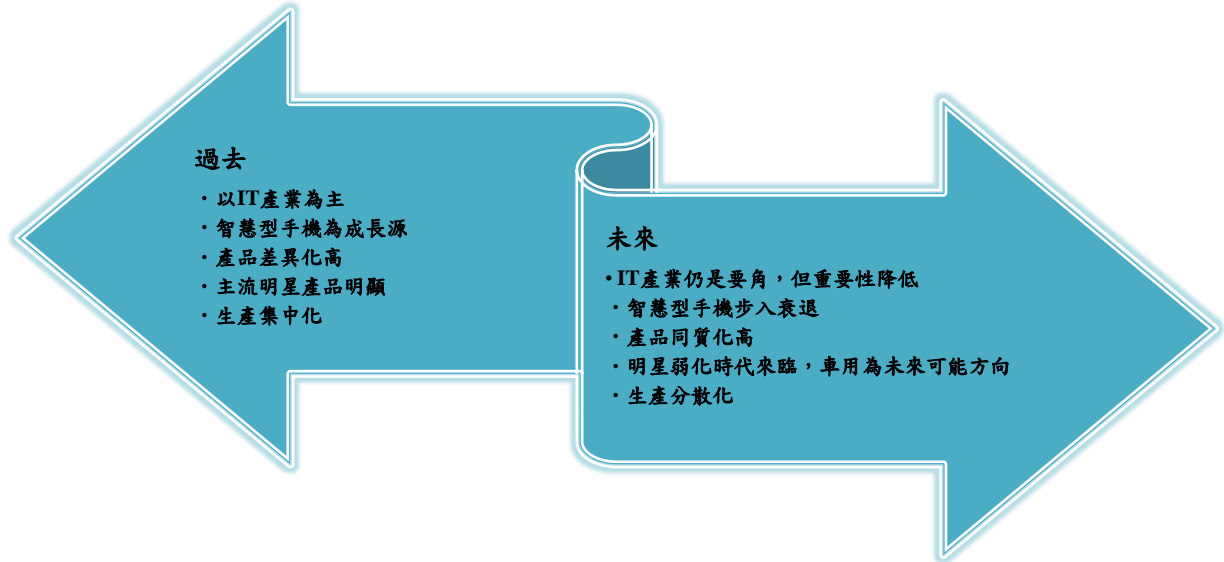 過去
・以IT產業為主
・智慧型手機為成長源
・產品差異化高
・主流明星產品明顯
・生產集中化
未來
•IT產業仍是要角，但重要性降低
・智慧型手機步入衰退
・產品同質化高
・明星弱化時代來臨，車用為未來可能方向
・生產分散化